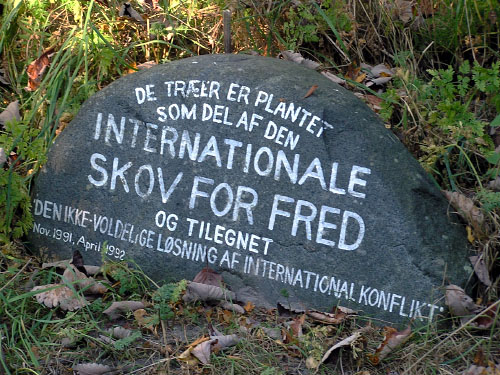 DE TRÆER ER PLANTET
SOM DEL AF DEN
INTERNATIONALE
SKOV FOR FRED
OG TILEGNET
"DEN IKKE-VOLDELIGE LØSNING AF INTERNATIONAL KONFLIKT"
Nov. 1991, April 1992